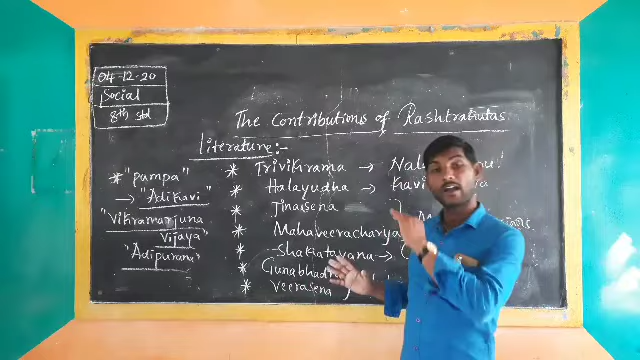 04-12-20
Social
8th std
The Contributions of Rashtrakutas
Literature:-
* "pampa"
→ "Adikavi"
Vikramarjuna
Vijaya"
"Adipurana"
* Trivikrama →
* Halayudha → Kavi
* Jinasena
* Mahaveeracharya
* Shakatayana →
* Gunabhadra
* Veerasena